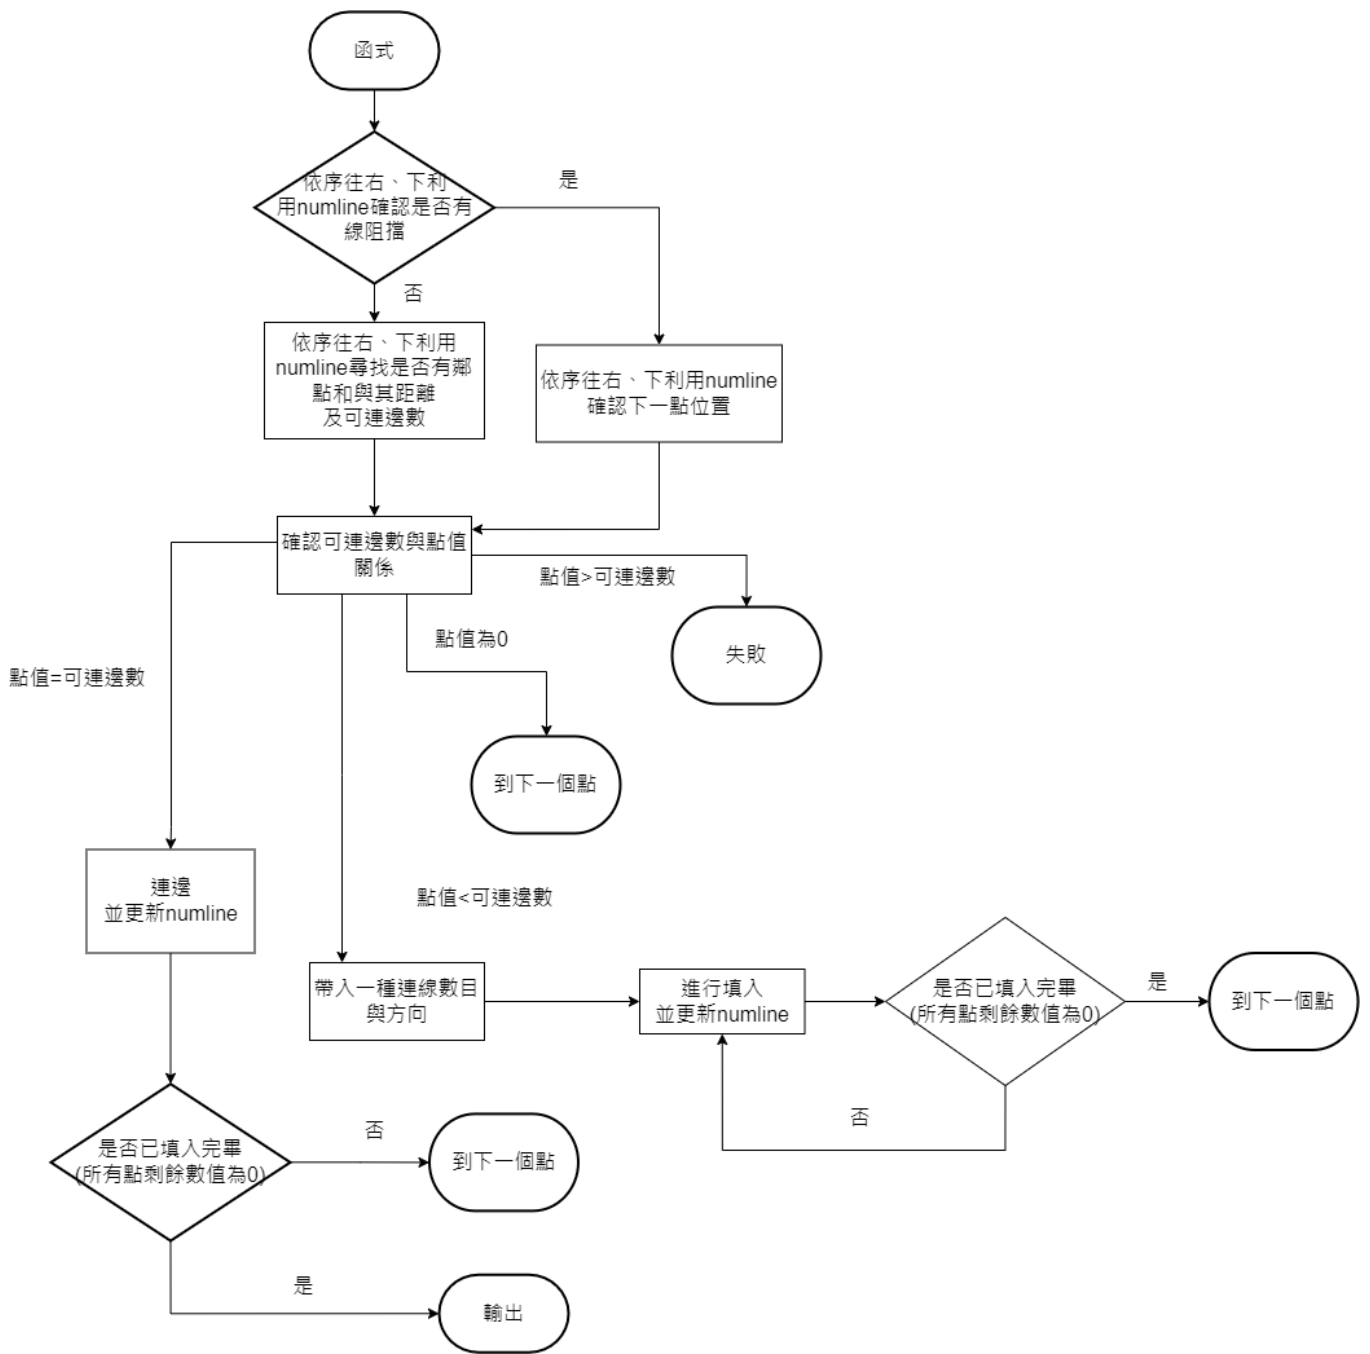 函式
依序往右、下利
用numline確認是否有
線阻擋
是
否
依序往右、下利用
numline尋找是否有鄰
點和與其距離
及可連邊數
依序往右、下利用numline
確認下一點位置
確認可連邊數與點值
關係
點值>可連邊數
點值為0
失敗
點值=可連邊數
到下一個點
連邊
並更新numline
點值<可連邊數
帶入一種連線數目
與方向
進行填入
並更新numline
是否已填入完畢
(所有點剩餘數值為0)
是
到下一個點
否
是否已填入完畢
(所有點剩餘數值為0)
否
到下一個點
是
輸出